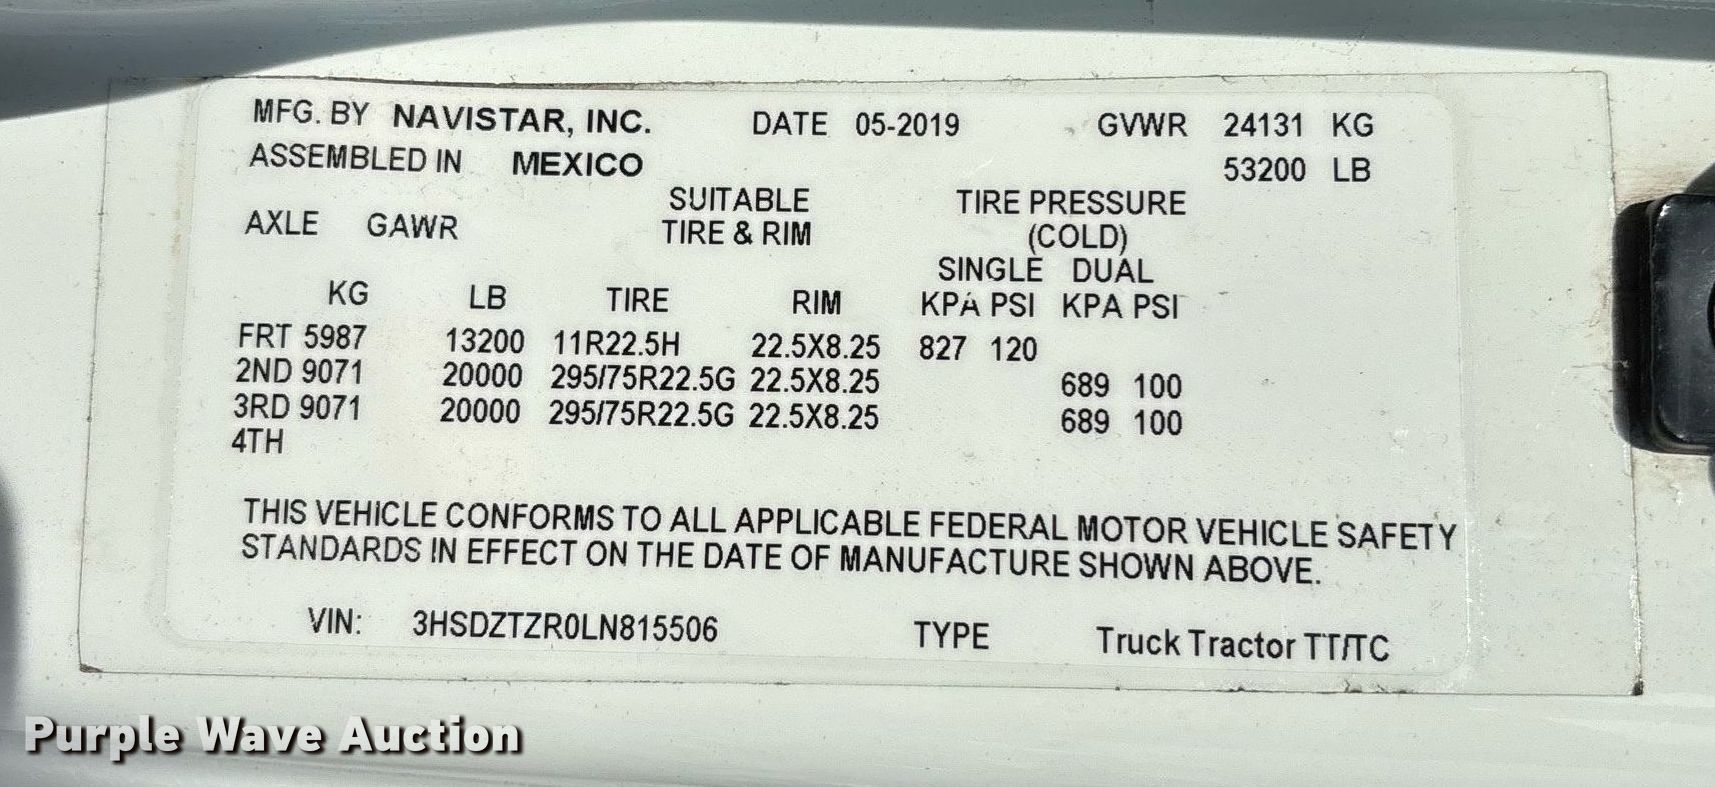 MFG. BY NAVISTAR, INC. DATE 05-2019 GVWR 24131 KG
ASSEMBLED IN MEXICO 53200 LB
SUITABLE TIRE PRESSURE
AXLE GAWR TIRE & RIM (COLD)
SINGLE DUAL
KG LB TIRE RIM KPA PSI KPA PSI
FRT 5987 13200 11R22.5H 22.5X8.25 827 120
2ND 9071 20000 295/75R22.5G 22.5X8.25 689 100
3RD 9071 20000 295/75R22.5G 22.5X8.25 689 100
4TH
THIS VEHICLE CONFORMS TO ALL APPLICABLE FEDERAL MOTOR VEHICLE SAFETY
STANDARDS IN EFFECT ON THE DATE OF MANUFACTURE SHOWN ABOVE.
VIN: 3HSDZTZR0LN815506 TYPE Truck Tractor TT/TC
Purple Wave Auction